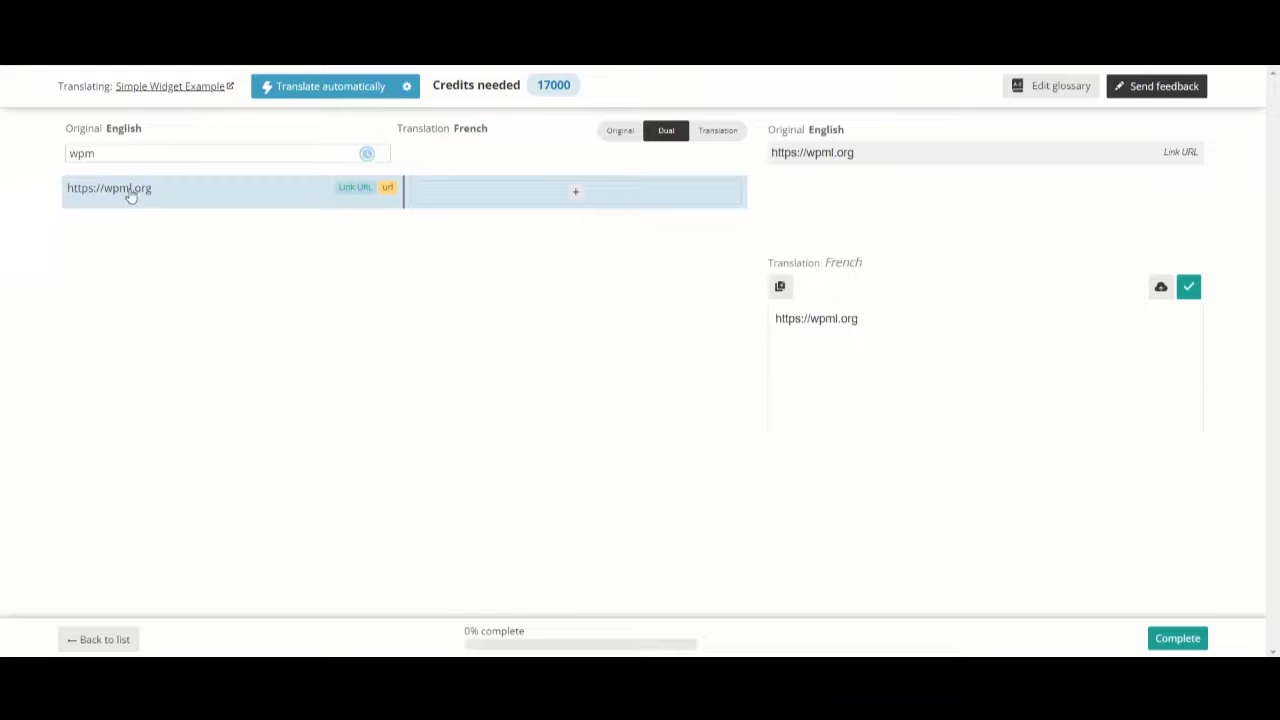 Translating: Simple Widget Example
Translate automatically
Credits needed 17000
Edit glossary
Send feedback
Original English
Translation French
Original
Dual
Translation
Original English
wpm
https://wpml.org
Link URL
https://wpml.org
Link URL
url
+
Translation French
https://wpml.org
← Back to list
0% complete
Complete